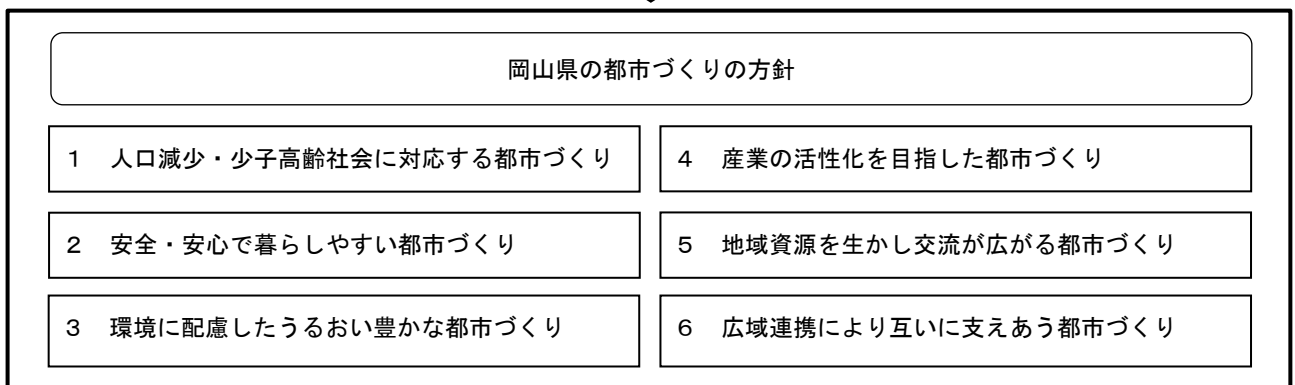 岡山県の都市づくりの方針
1　人口減少・少子高齢社会に対応する都市づくり
2　安全・安心で暮らしやすい都市づくり
3　環境に配慮したうるおい豊かな都市づくり
4　産業の活性化を目指した都市づくり
5　地域資源を生かし交流が広がる都市づくり
6　広域連携により互いに支えあう都市づくり